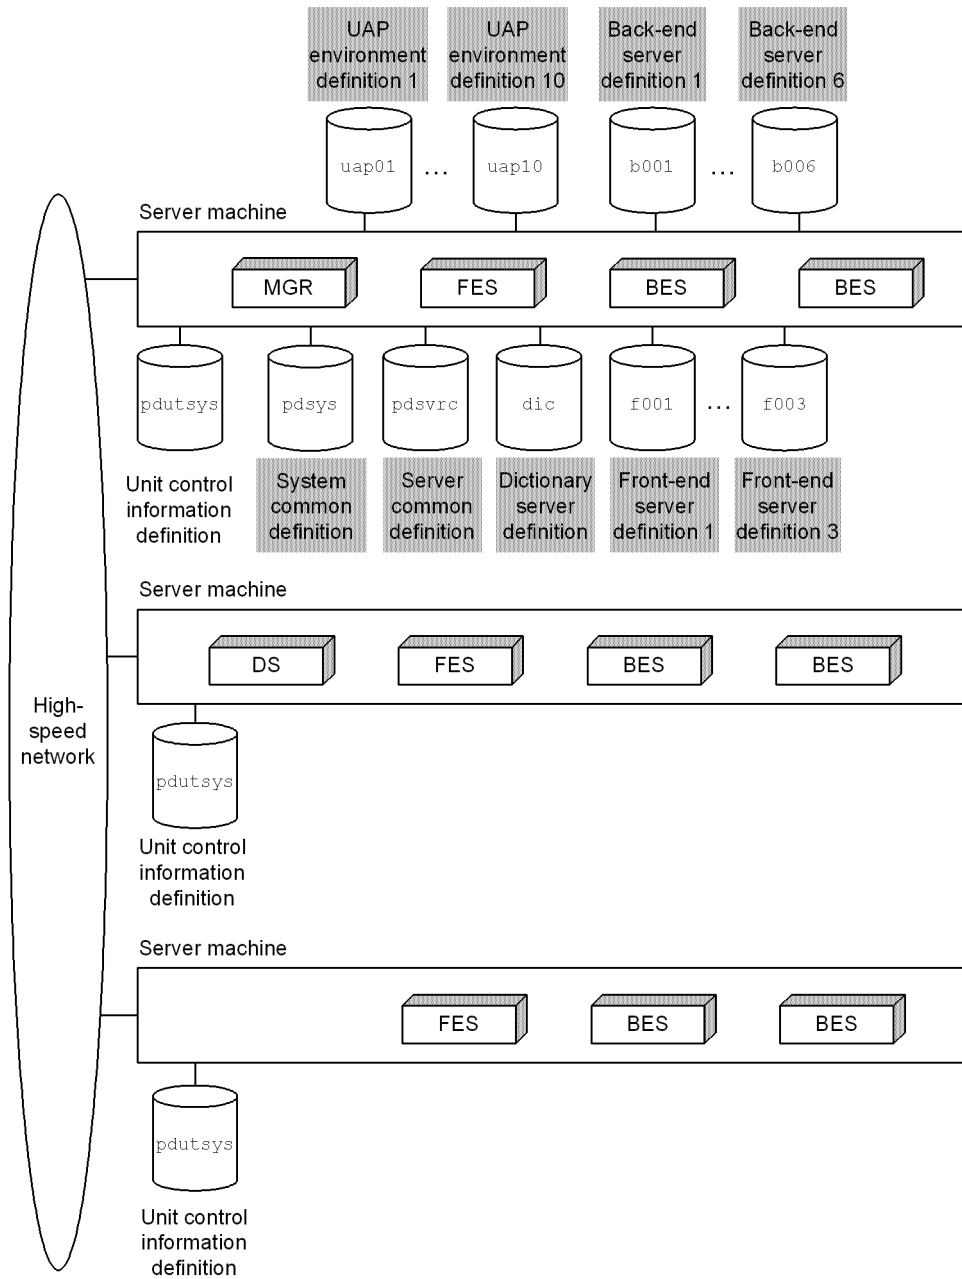 UAP
environment
definition 1
UAP
environment
definition 10
Back-end
server
definition 1
Back-end
server
definition 6
uap01
...
uap10
b001
...
b006
Server machine
MGR
FES
BES
BES
pdutsys
pdsys
pdsvrc
dic
f001
...
f003
Unit control
information
definition
System
common
definition
Server
common
definition
Dictionary
server
definition
Front-end
server
definition 1
Front-end
server
definition 3
Server machine
DS
FES
BES
BES
High-
speed
network
pdutsys
Unit control
information
definition
Server machine
FES
BES
BES
pdutsys
Unit control
information
definition